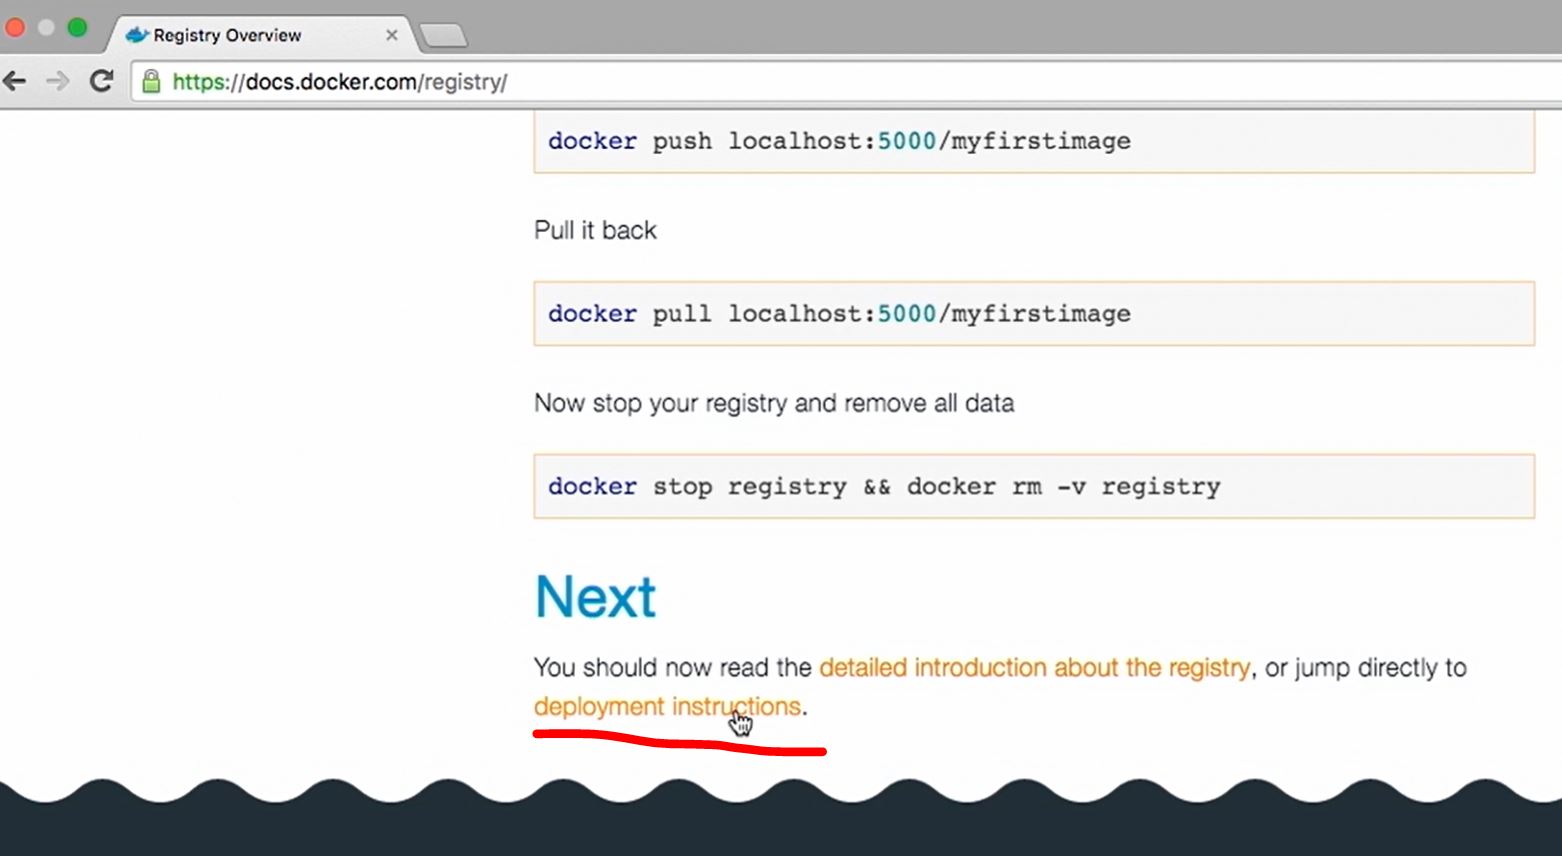 Registry Overview
https://docs.docker.com/registry/
docker push localhost:5000/myfirstimage
Pull it back
docker pull localhost:5000/myfirstimage
Now stop your registry and remove all data
docker stop registry && docker rm -v registry
Next
You should now read the detailed introduction about the registry, or jump directly to
deployment instructions.